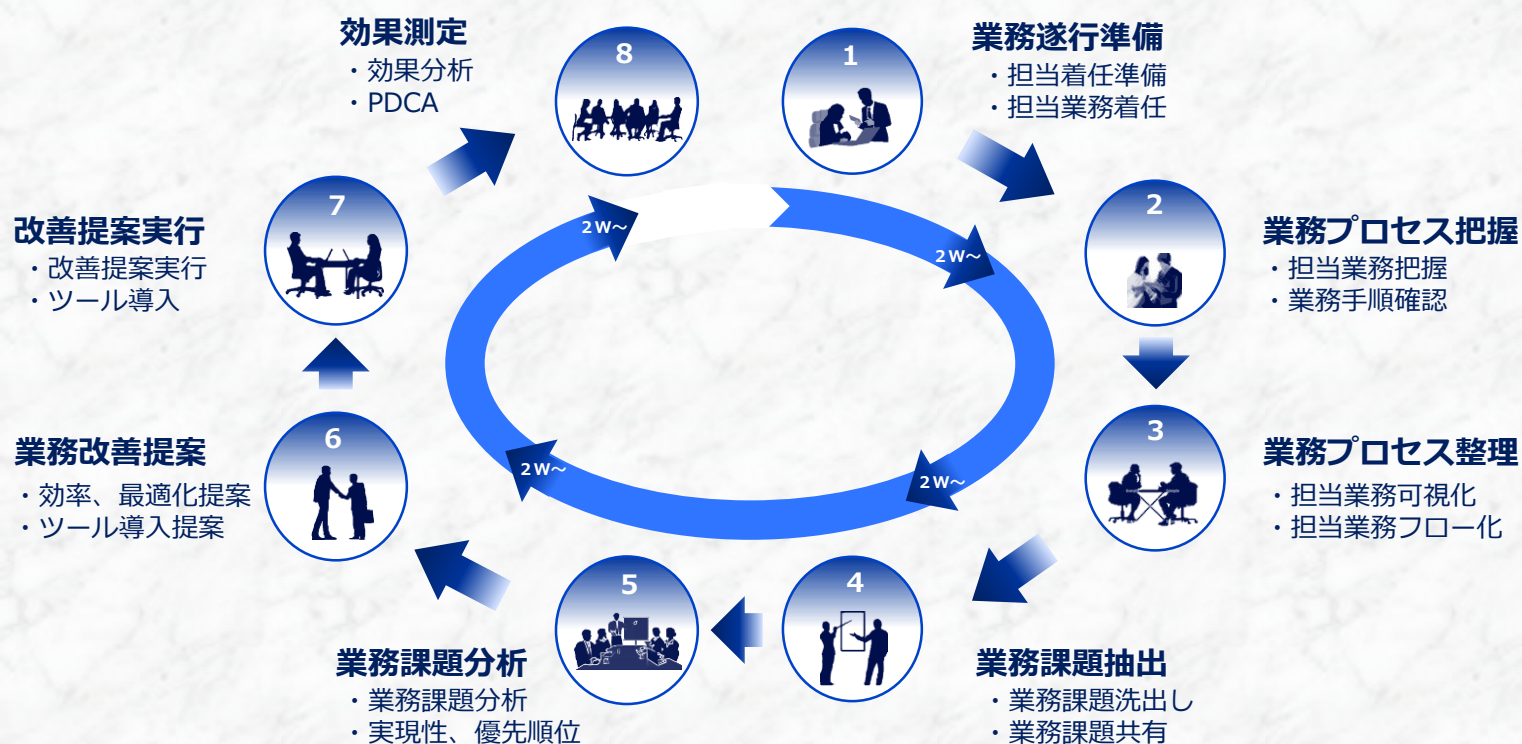 1
業務遂行準備
・担当着任準備
・担当業務着任
2
業務プロセス把握
・担当業務把握
・業務手順確認
3
業務プロセス整理
・担当業務可視化
・担当業務フロー化
4
業務課題抽出
・業務課題洗出し
・業務課題共有
5
業務課題分析
・業務課題分析
・実現性、優先順位
6
業務改善提案
・効率、最適化提案
・ツール導入提案
7
改善提案実行
・改善提案実行
・ツール導入
8
効果測定
・効果分析
・PDCA
2W～
2W～
2W～
2W～